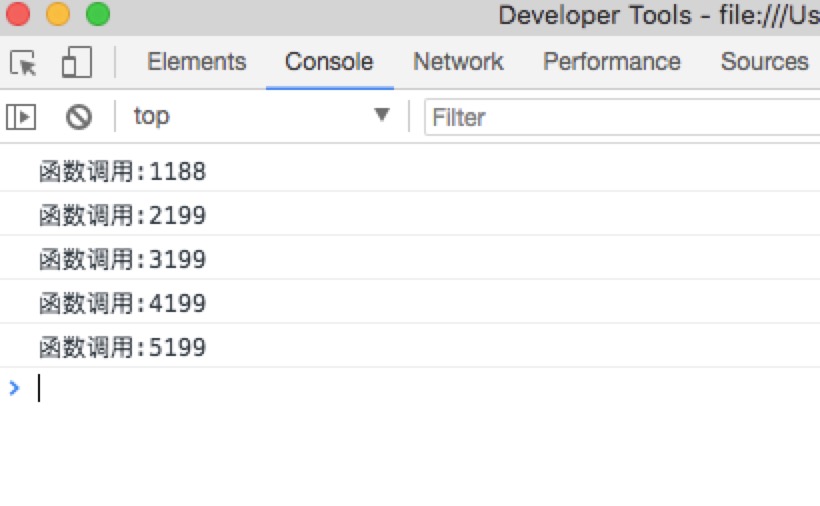 Developer Tools - file:///Us
Elements Console Network Performance Sources
top Filter
函数调用:1188
函数调用:2199
函数调用:3199
函数调用:4199
函数调用:5199